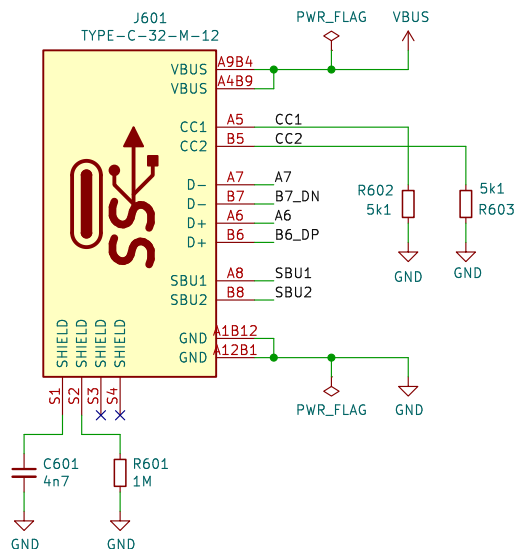 J601
TYPE-C-32-M-12
PWR_FLAG
VBUS
VBUS A9B4
VBUS A4B9
CC1 A5 CC1
CC2 B5 CC2
D- A7 A7
D- B7 B7_DN
D+ A6 A6
D+ B6 B6_DP
R602
5k1
5k1
R603
GND
GND
SBU1 A8 SBU1
SBU2 B8 SBU2
GND A1B12
GND A12B1
SS
SHIELD SHIELD SHIELD SHIELD
S1 S2 S3 S4
PWR_FLAG
GND
C601
4n7
R601
1M
GND
GND